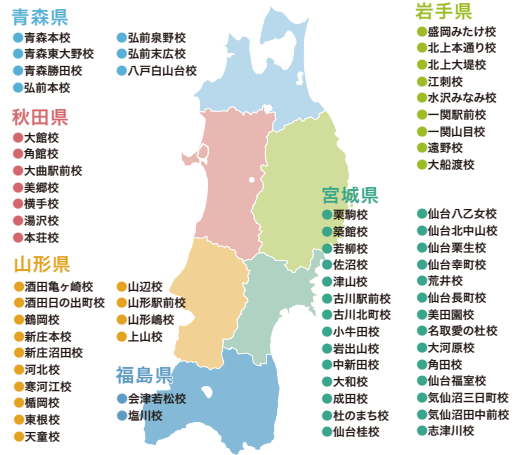 青森県
●青森本校
●青森東大野校
●青森勝田校
●弘前本校
●弘前泉野校
●弘前末広校
●八戸白山台校
岩手県
●盛岡みたけ校
●北上本通り校
●北上大堤校
●江刺校
●水沢みなみ校
●一関駅前校
●一関山目校
●遠野校
●大船渡校
秋田県
●大館校
●角館校
●大曲駅前校
●美郷校
●横手校
●湯沢校
●本荘校
宮城県
●栗駒校
●築館校
●若柳校
●佐沼校
●津山校
●古川駅前校
●古川北町校
●小牛田校
●岩出山校
●中新田校
●大和校
●成田校
●杜のまち校
●仙台桂校
●仙台八乙女校
●仙台北中山校
●仙台栗生校
●仙台幸町校
●荒井校
●仙台長町校
●美田園校
●名取愛の杜校
●大河原校
●角田校
●仙台福室校
●気仙沼三日町校
●気仙沼田中前校
●志津川校
山形県
●酒田亀ヶ崎校
●酒田日の出町校
●鶴岡校
●新庄本校
●新庄沼田校
●河北校
●寒河江校
●楯岡校
●東根校
●天童校
●山辺校
●山形駅前校
●山形嶋校
●上山校
福島県
●会津若松校
●塩川校